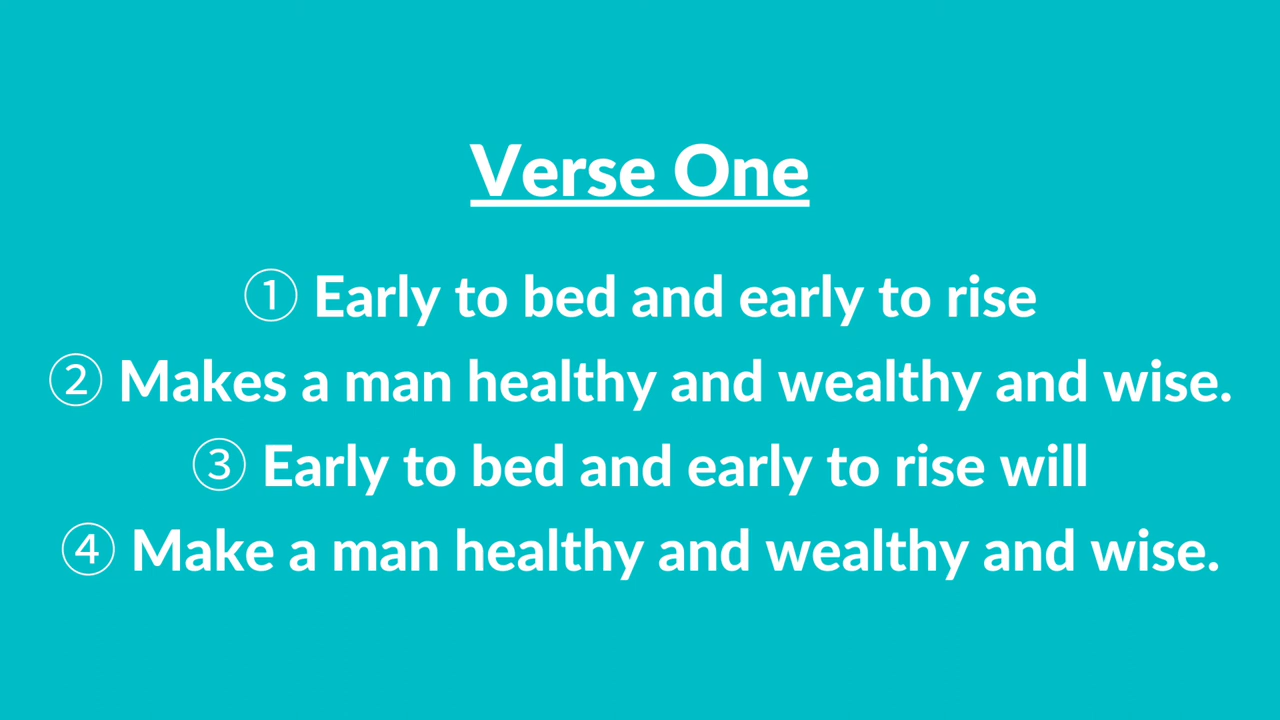 Verse One
① Early to bed and early to rise
② Makes a man healthy and wealthy and wise.
③ Early to bed and early to rise will
④ Make a man healthy and wealthy and wise.